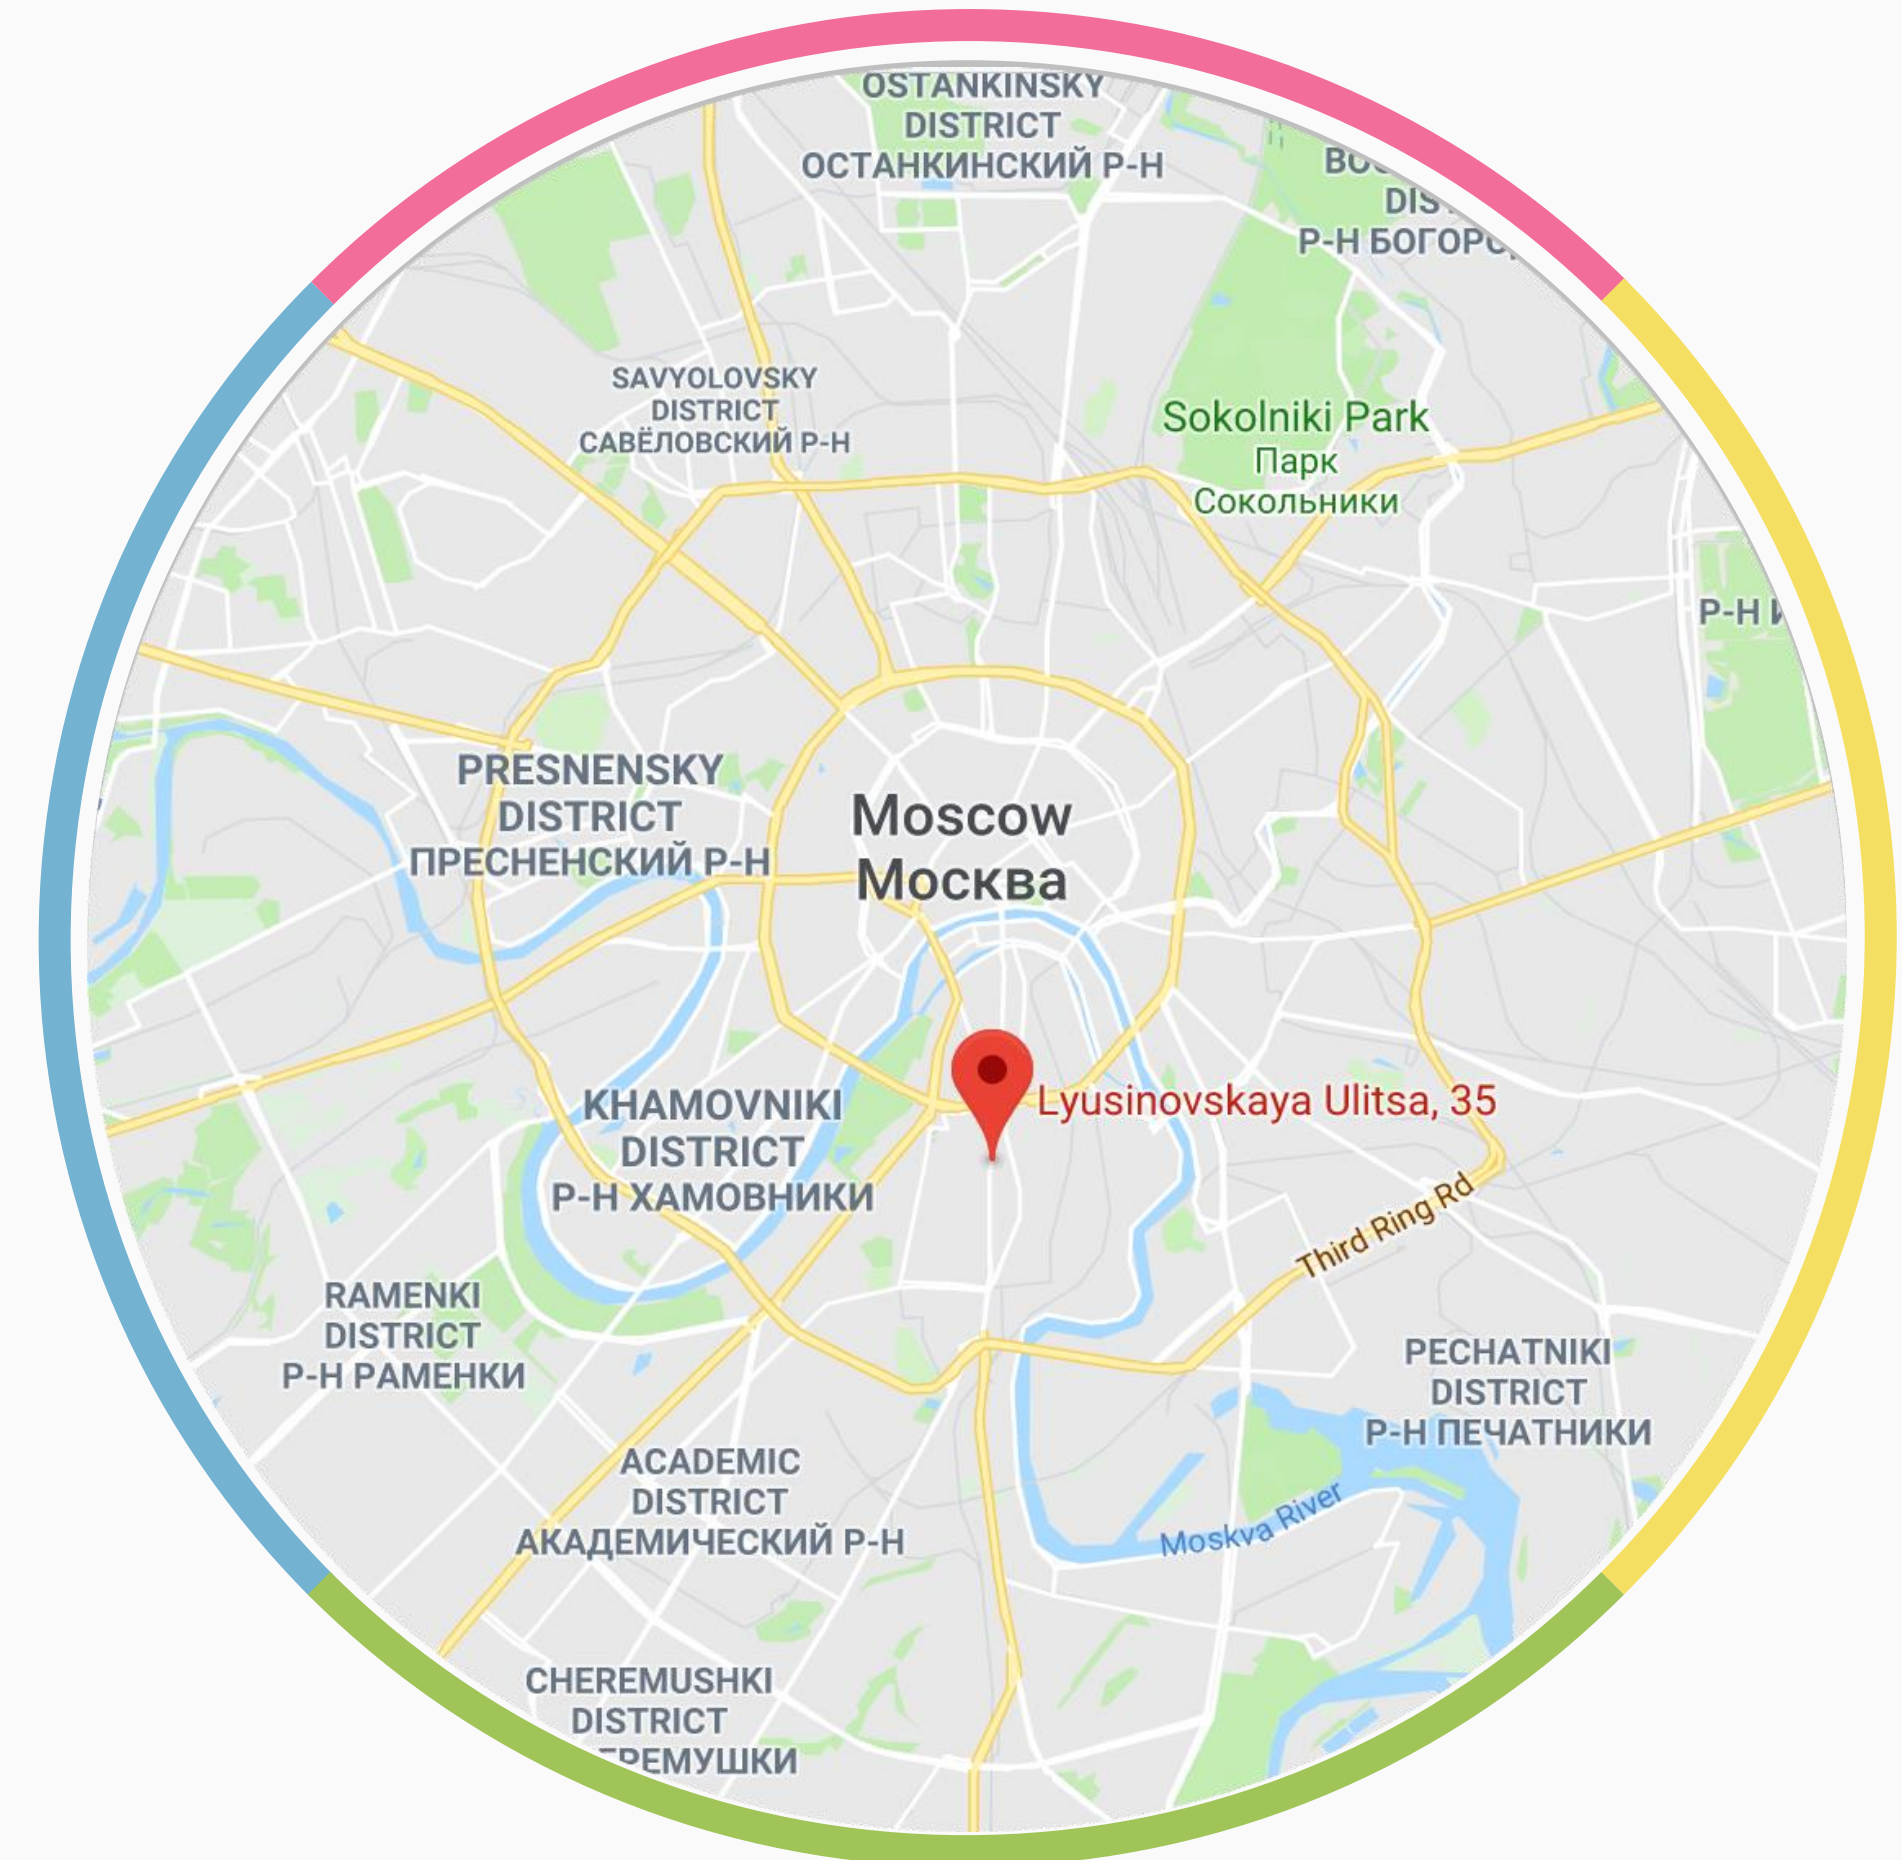 OSTANKINSKY
DISTRICT
ОСТАНКИНСКИЙ Р-Н
Р-Н
SAVYOLOVSKY
DISTRICT
САВЁЛОВСКИЙ Р-Н
Sokolniki Park
Парк
Сокольники
Р-Н
PRESNENSKY
DISTRICT
ПРЕСНЕНСКИЙ Р-Н
Moscow
Москва
Lyusinovskaya Ulitsa, 35
KHAMOVNIKI
DISTRICT
Р-Н ХАМОВНИКИ
Third Ring Rd
RAMENKI
DISTRICT
Р-Н РАМЕНКИ
PECHATNIKI
DISTRICT
Р-Н ПЕЧАТНИКИ
ACADEMIC
DISTRICT
АКАДЕМИЧЕСКИЙ Р-Н
Moskva River
CHEREMUSHKI
DISTRICT